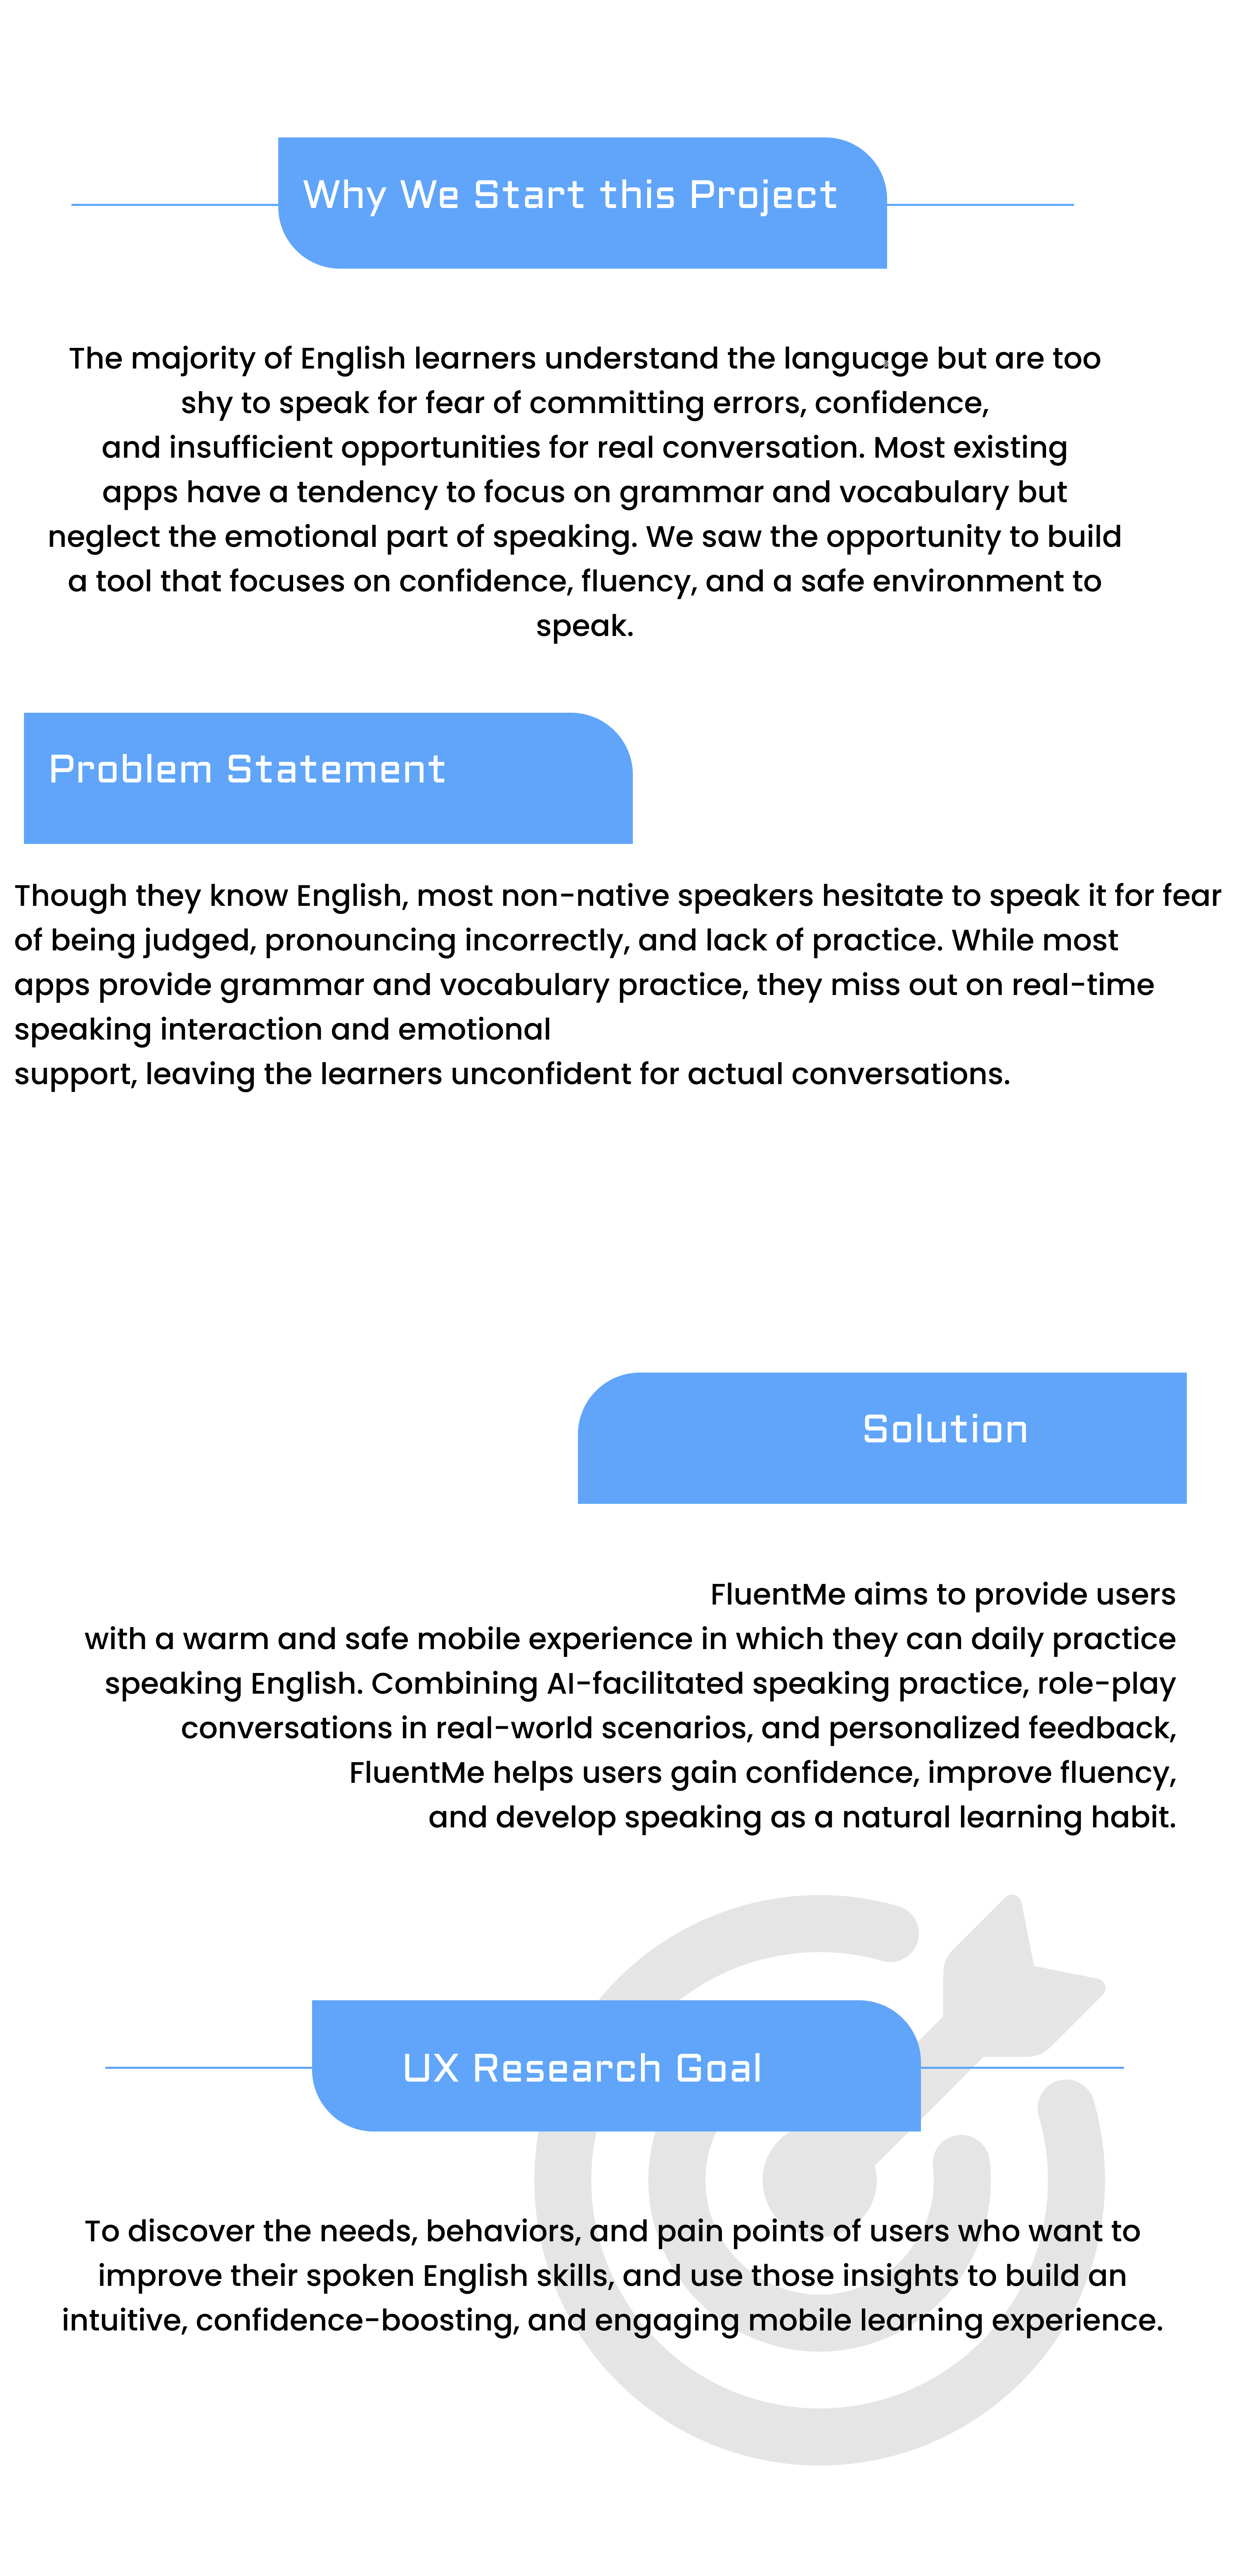 Why We Start this Project
The majority of English learners understand the language but are too
shy to speak for fear of committing errors, confidence,
and insufficient opportunities for real conversation. Most existing
apps have a tendency to focus on grammar and vocabulary but
neglect the emotional part of speaking. We saw the opportunity to build
a tool that focuses on confidence, fluency, and a safe environment to
speak.
Problem Statement
Though they know English, most non-native speakers hesitate to speak it for fear
of being judged, pronouncing incorrectly, and lack of practice. While most
apps provide grammar and vocabulary practice, they miss out on real-time
speaking interaction and emotional
support, leaving the learners unconfident for actual conversations.
Solution
FluentMe aims to provide users
with a warm and safe mobile experience in which they can daily practice
speaking English. Combining AI-facilitated speaking practice, role-play
conversations in real-world scenarios, and personalized feedback,
FluentMe helps users gain confidence, improve fluency,
and develop speaking as a natural learning habit.
UX Research Goal
To discover the needs, behaviors, and pain points of users who want to
improve their spoken English skills, and use those insights to build an
intuitive, confidence-boosting, and engaging mobile learning experience.